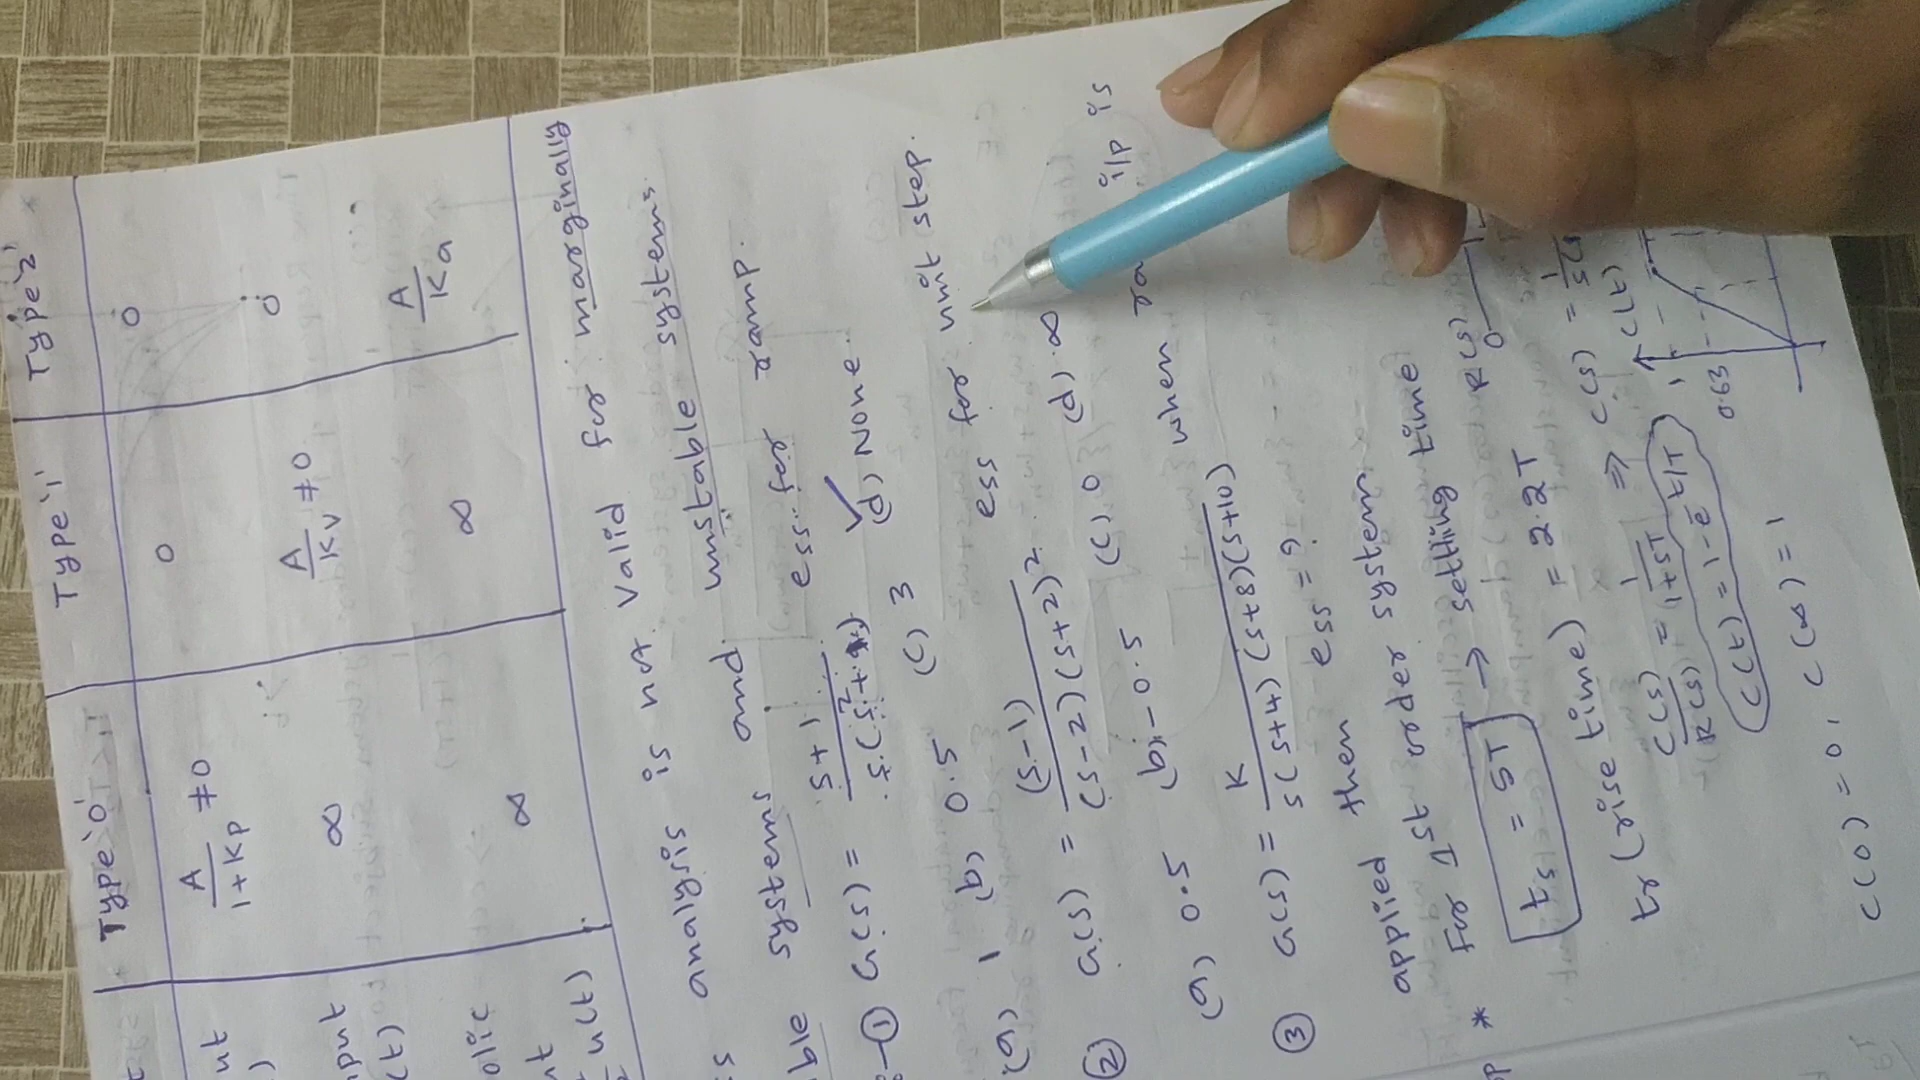 Type '0' Type '1' Type '2'
A/(1+Kp) ≠ 0 0 0
∞ A/Kv ≠ 0 0
(t)
∞ ∞ A/Ka
u(t)
analysis is not valid for marginally
systems and unstable systems.
① G(s) = (s+1)/ ess for ramp.
(a) 1 (b) 0.5 (c) 3 (d) None
② G(s) = (s-1)/((s-2)(s+2)²) ess for unit step.
(a) 0.5 (b) -0.5 (c) 0 (d) ∞
③ G(s) = K/(s(s+4)(s+8)(s+10)) when i/p is
applied then ess = ?
* For 1st order system
ts = 5T → settling time
tr (rise time) = 2.2T
C(s)/R(s) = 1/(1+sT) ⇒ C(s) =
C(t) = 1 - e^-t/T
C(0) = 0, C(∞) = 1
R(s)
0
C(t)
1
0.63